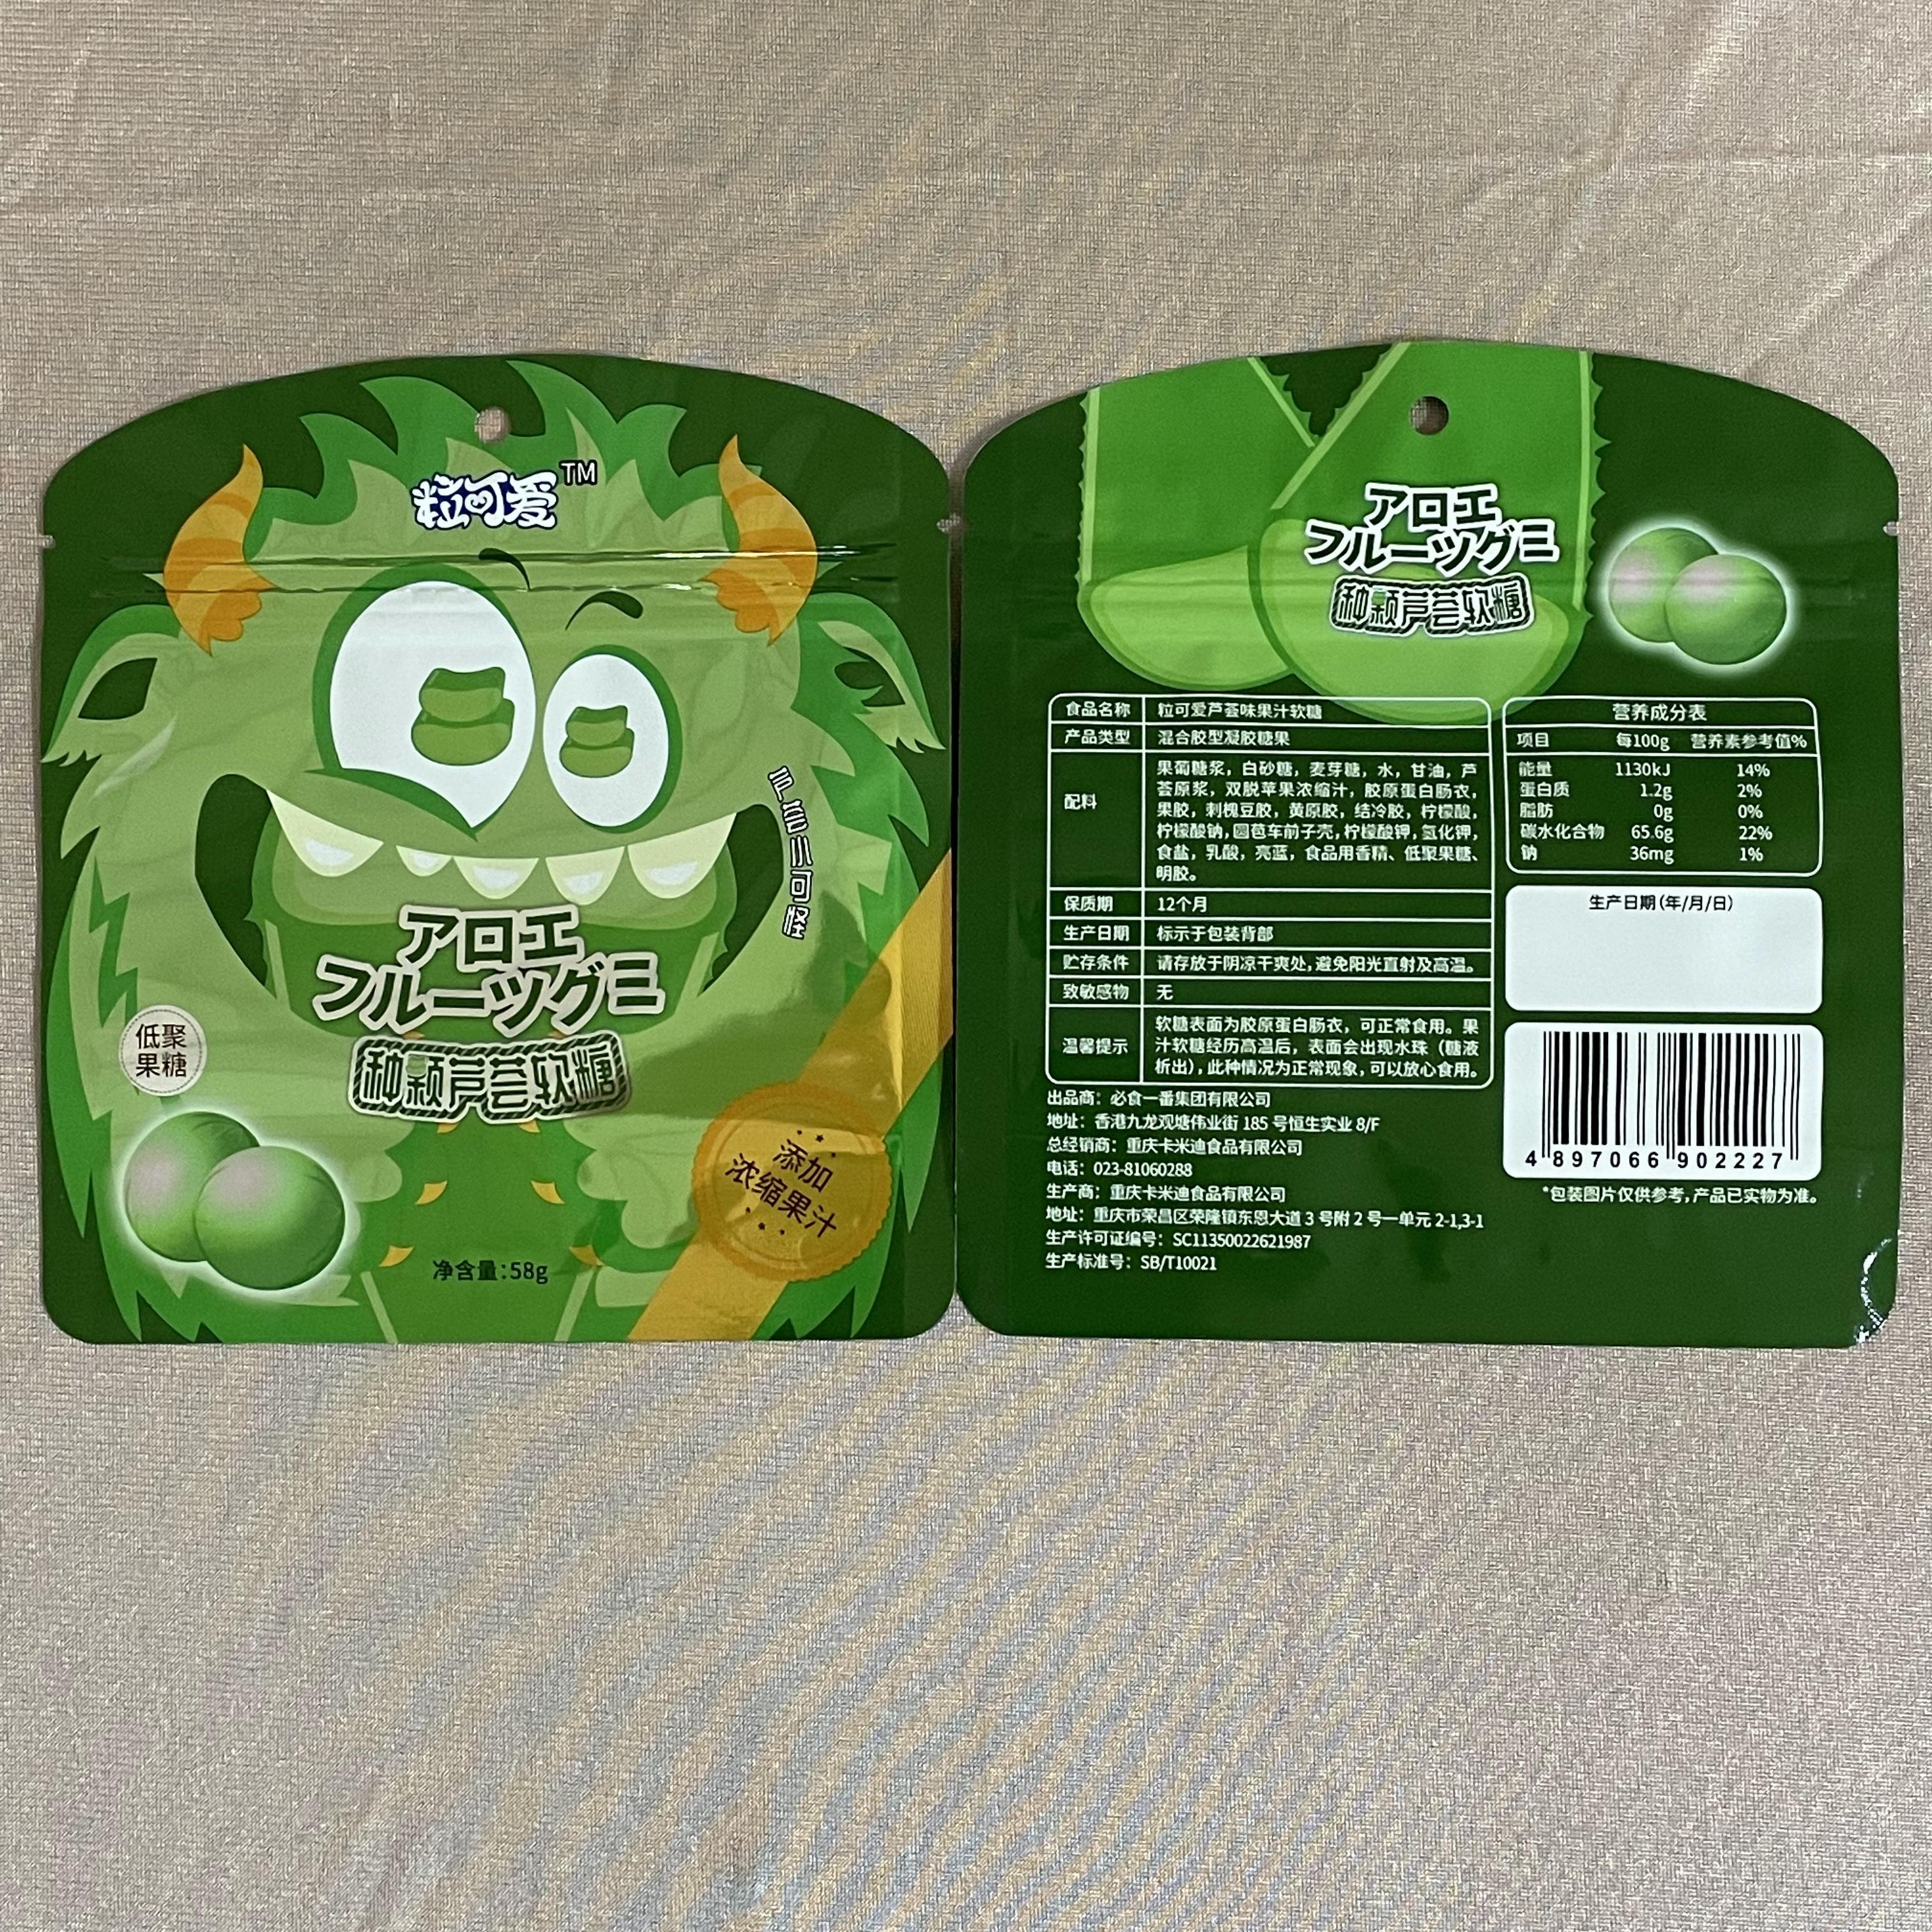 粒可爱 TM
芦荟小可怪
アロエ
フルーツグミ
种颗芦荟软糖
低聚
果糖
添加
浓缩果汁
净含量:58g
アロエ
フルーツグミ
种颗芦荟软糖
食品名称 粒可爱芦荟味果汁软糖
产品类型 混合胶型凝胶糖果
配料 果葡糖浆，白砂糖，麦芽糖，水，甘油，芦
荟原浆，双脱苹果浓缩汁，胶原蛋白肠衣，
果胶，刺槐豆胶，黄原胶，结冷胶，柠檬酸，
柠檬酸钠，圆苞车前子壳，柠檬酸钾，氢化钾，
食盐，乳酸，亮蓝，食品用香精、低聚果糖、
明胶。
保质期 12个月
生产日期 标示于包装背部
贮存条件 请存放于阴凉干爽处，避免阳光直射及高温。
致敏感物 无
温馨提示 软糖表面为胶原蛋白肠衣，可正常食用。果
汁软糖经历高温后，表面会出现水珠（糖液
析出），此种情况为正常现象，可以放心食用。
出品商：必食一番集团有限公司
地址：香港九龙观塘伟业街 185 号恒生实业 8/F
总经销商：重庆卡米迪食品有限公司
电话：023-81060288
生产商：重庆卡米迪食品有限公司
地址：重庆市荣昌区荣隆镇东恩大道 3 号附 2 号一单元 2-1,3-1
生产许可证编号：SC11350022621987
生产标准号：SB/T10021
营养成分表
项目 每100g 营养素参考值%
能量 1130kJ 14%
蛋白质 1.2g 2%
脂肪 0g 0%
碳水化合物 65.6g 22%
钠 36mg 1%
生产日期(年/月/日)
4 897066 902227
*包装图片仅供参考，产品已实物为准。